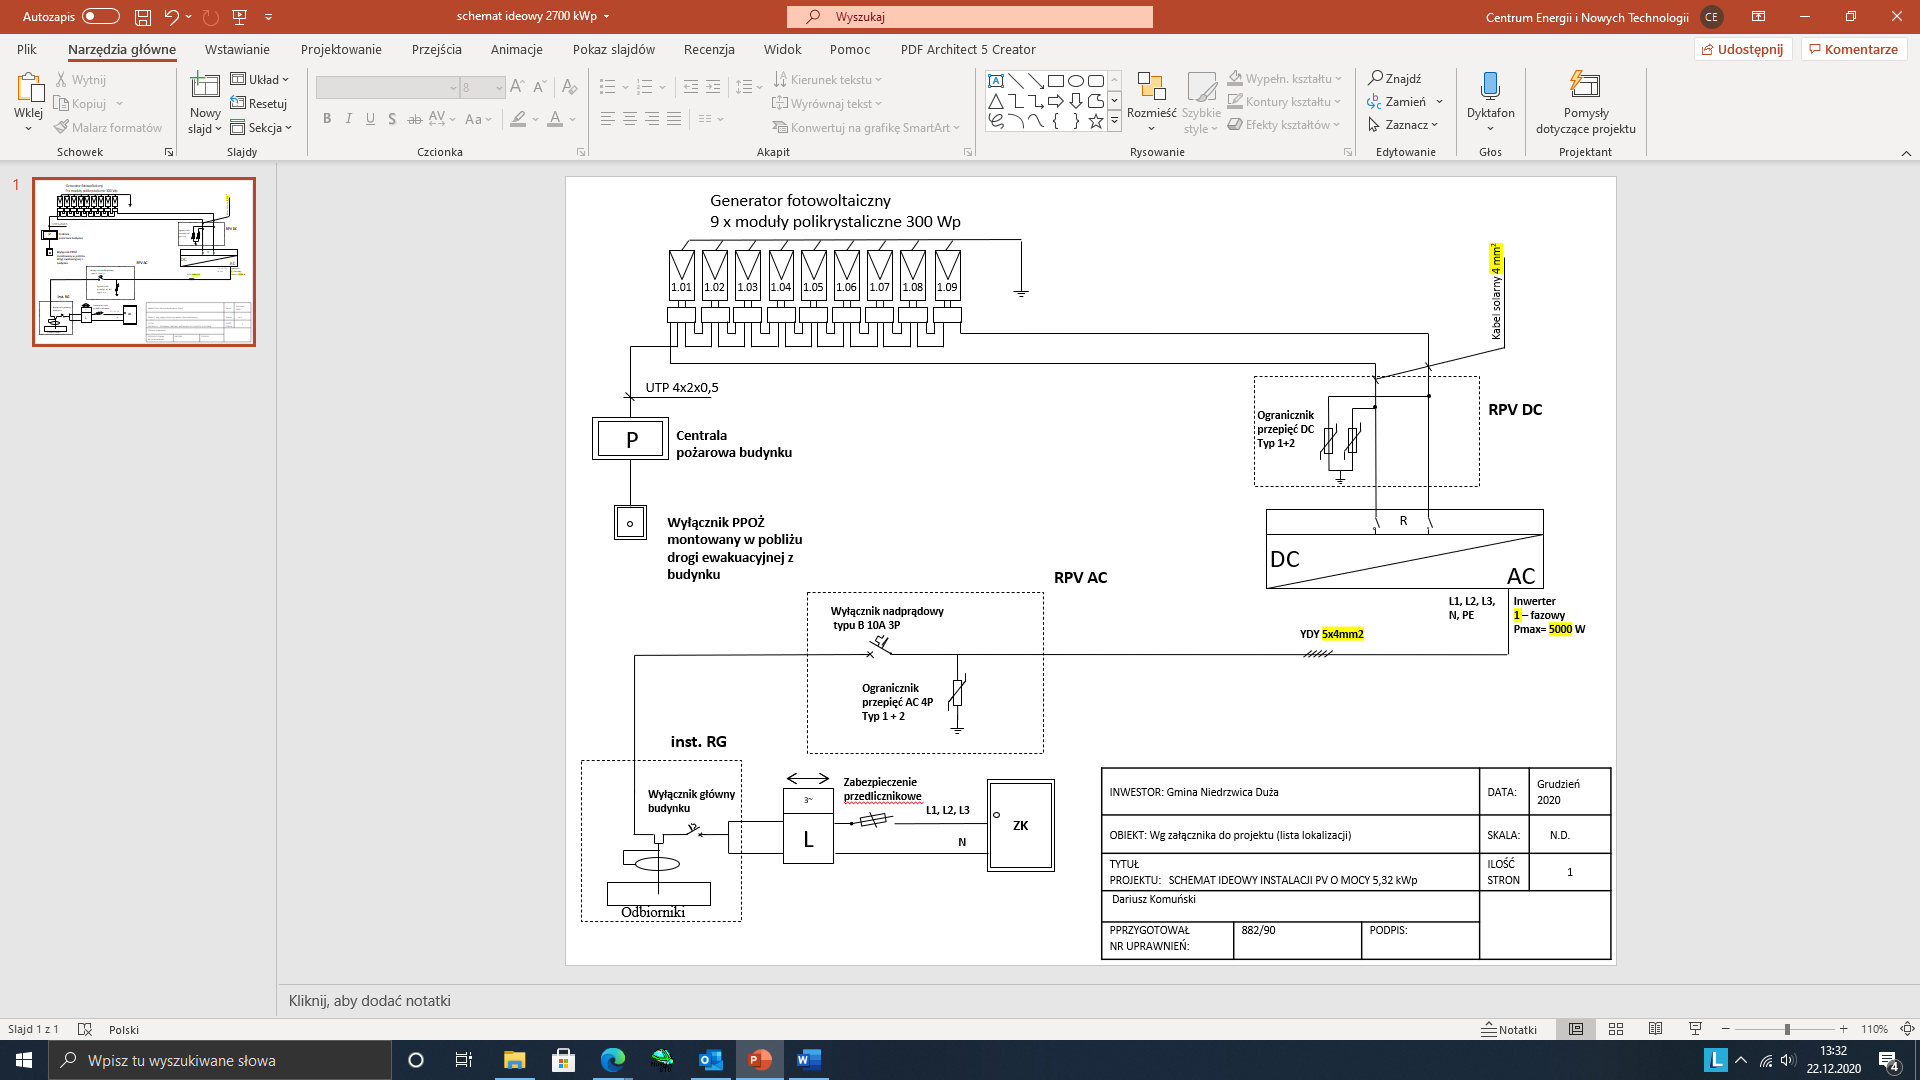 Autozapis
schemat ideowy 2700 kWp
Wyszukaj
Centrum Energii i Nowych Technologii
CE
Plik
Narzędzia główne
Wstawianie
Projektowanie
Przejścia
Animacje
Pokaz slajdów
Recenzja
Widok
Pomoc
PDF Architect 5 Creator
Udostępnij
Komentarze
Wklej
Wytnij
Kopiuj
Malarz formatów
Schowek
Nowy slajd
Układ
Resetuj
Sekcja
Slajdy
8
B I U S ab AV Aa
A
Czcionka
Kierunek tekstu
Wyrównaj tekst
Konwertuj na grafikę SmartArt
Akapit
Rozmieść
Szybkie style
Wypełn. kształtu
Kontury kształtu
Efekty kształtów
Rysowanie
Znajdź
Zamień
Zaznacz
Edytowanie
Dyktafon
Głos
Pomysły dotyczące projektu
Projektant
1
Generator fotowoltaiczny
9 x moduły polikrystaliczne 300 Wp
1.01 1.02 1.03 1.04 1.05 1.06 1.07 1.08 1.09
Kabel solarny 4 mm²
UTP 4x2x0,5
P
Centrala
pożarowa budynku
Wyłącznik PPOŻ
montowany w pobliżu
drogi ewakuacyjnej z
budynku
Ogranicznik
przepięć DC
Typ 1+2
RPV DC
R
DC
AC
L1, L2, L3,
N, PE
Inwerter
1 – fazowy
Pmax= 5000 W
YDY 5x4mm2
RPV AC
Wyłącznik nadprądowy
typu B 10A 3P
Ogranicznik
przepięć AC 4P
Typ 1 + 2
inst. RG
Wyłącznik główny
budynku
Odbiorniki
3~
L
Zabezpieczenie
przedlicznikowe
L1, L2, L3
N
ZK
INWESTOR: Gmina Niedrzwica Duża
DATA:
Grudzień
2020
OBIEKT: Wg załącznika do projektu (lista lokalizacji)
SKALA:
N.D.
TYTUŁ
PROJEKTU: SCHEMAT IDEOWY INSTALACJI PV O MOCY 5,32 kWp
ILOŚĆ
STRON
1
Dariusz Komuński
PPRZYGOTOWAŁ
NR UPRAWNIEŃ:
882/90
PODPIS:
Kliknij, aby dodać notatki
Slajd 1 z 1
Polski
Notatki
110%
Wpisz tu wyszukiwane słowa
13:32
22.12.2020
4